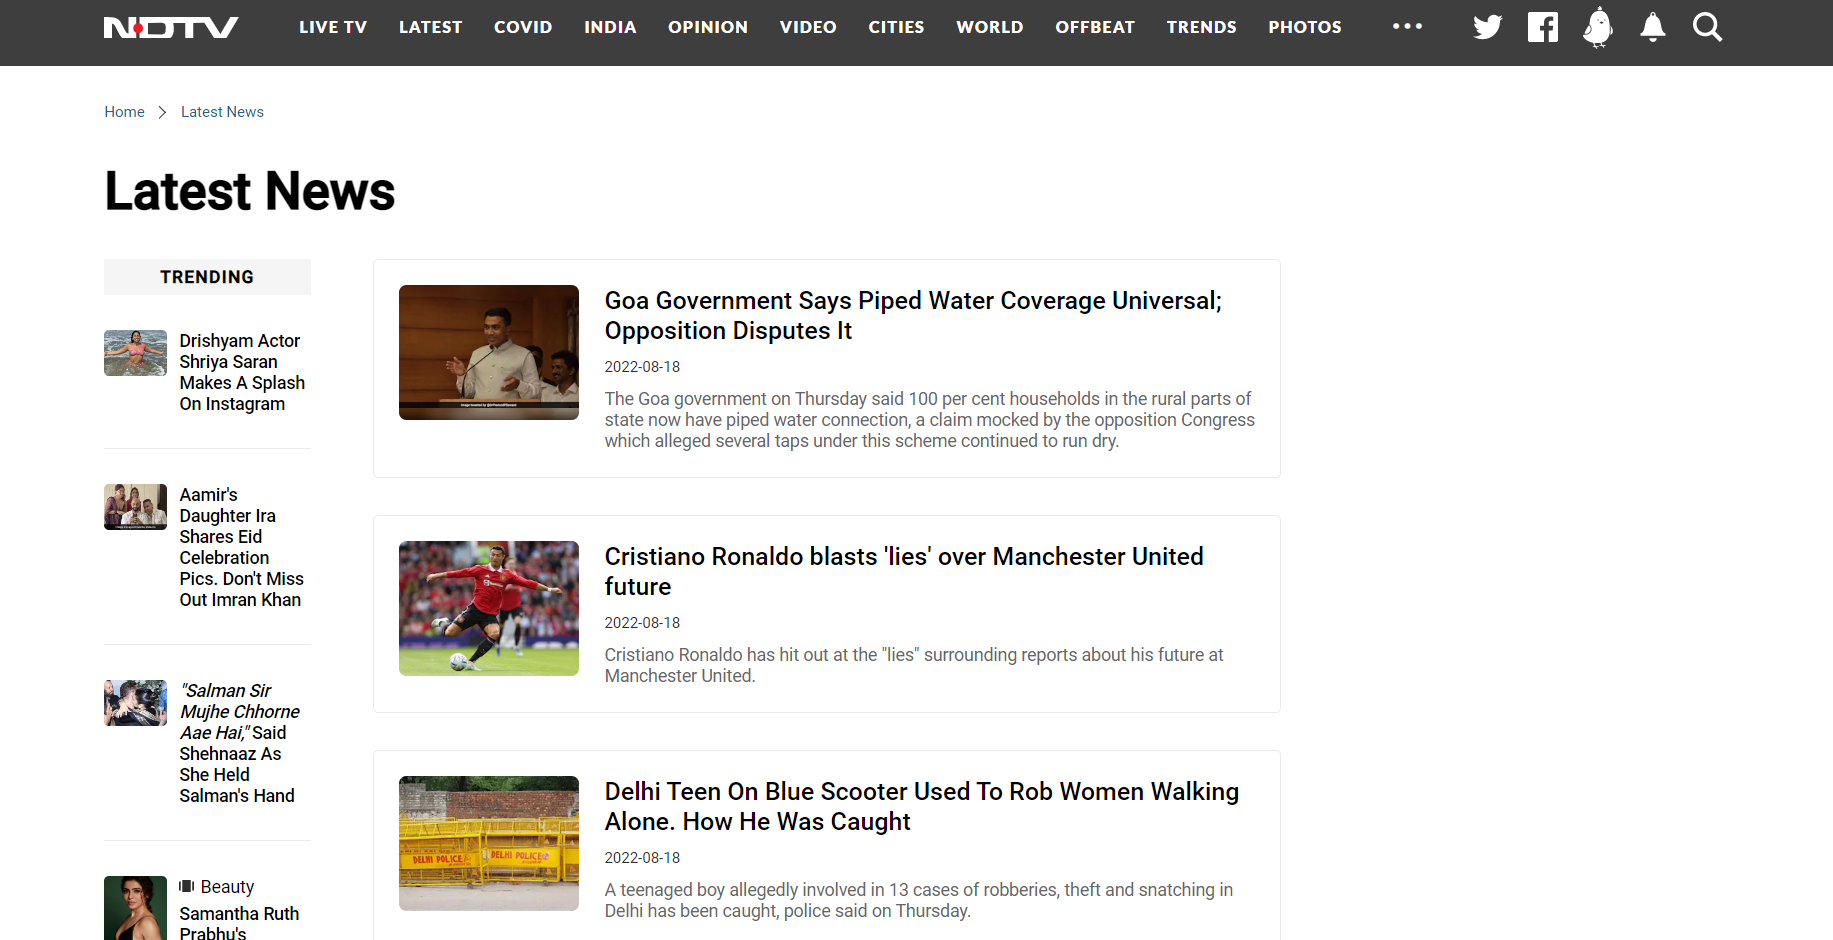 NDTV
LIVE TV LATEST COVID INDIA OPINION VIDEO CITIES WORLD OFFBEAT TRENDS PHOTOS
Home > Latest News
Latest News
TRENDING
Drishyam Actor
Shriya Saran
Makes A Splash
On Instagram
Aamir's
Daughter Ira
Shares Eid
Celebration
Pics. Don't Miss
Out Imran Khan
"Salman Sir
Mujhe Chhorne
Aae Hai," Said
Shehnaaz As
She Held
Salman's Hand
Beauty
Samantha Ruth
Prabhu's
Goa Government Says Piped Water Coverage Universal;
Opposition Disputes It
2022-08-18
The Goa government on Thursday said 100 per cent households in the rural parts of
state now have piped water connection, a claim mocked by the opposition Congress
which alleged several taps under this scheme continued to run dry.
Cristiano Ronaldo blasts 'lies' over Manchester United
future
2022-08-18
Cristiano Ronaldo has hit out at the "lies" surrounding reports about his future at
Manchester United.
Delhi Teen On Blue Scooter Used To Rob Women Walking
Alone. How He Was Caught
2022-08-18
A teenaged boy allegedly involved in 13 cases of robberies, theft and snatching in
Delhi has been caught, police said on Thursday.
DELHI POLICE
DELHI POLICE